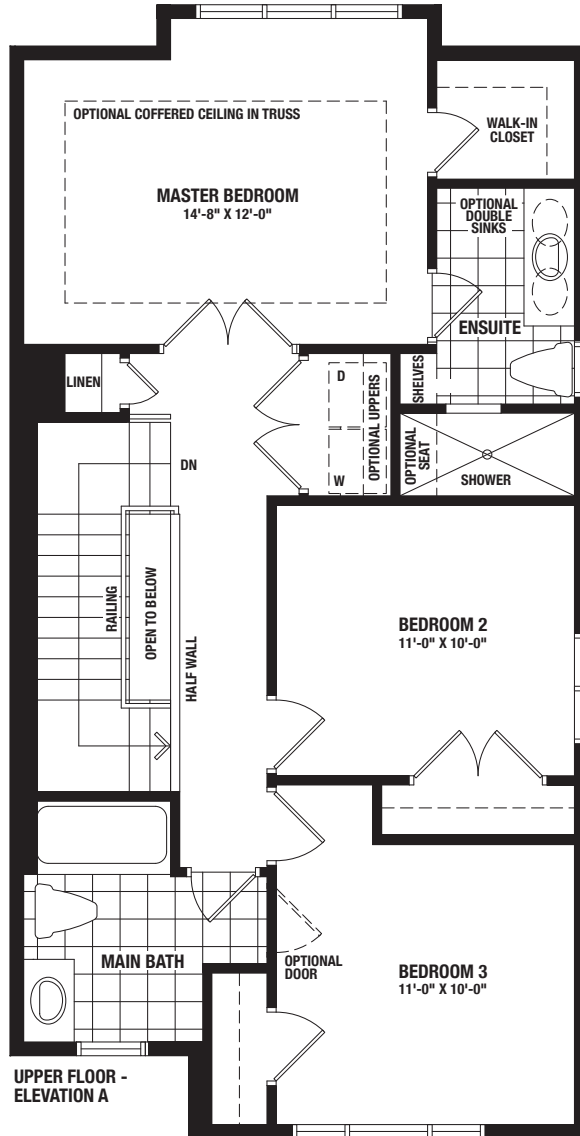 OPTIONAL COFFERED CEILING IN TRUSS
MASTER BEDROOM
14'-8" X 12'-0"
WALK-IN
CLOSET
OPTIONAL
DOUBLE
SINKS
ENSUITE
LINEN
D
W
OPTIONAL UPPERS
SHELVES
OPTIONAL
SEAT
SHOWER
DN
RAILING
OPEN TO BELOW
HALF WALL
BEDROOM 2
11'-0" X 10'-0"
MAIN BATH
OPTIONAL
DOOR
BEDROOM 3
11'-0" X 10'-0"
UPPER FLOOR -
ELEVATION A